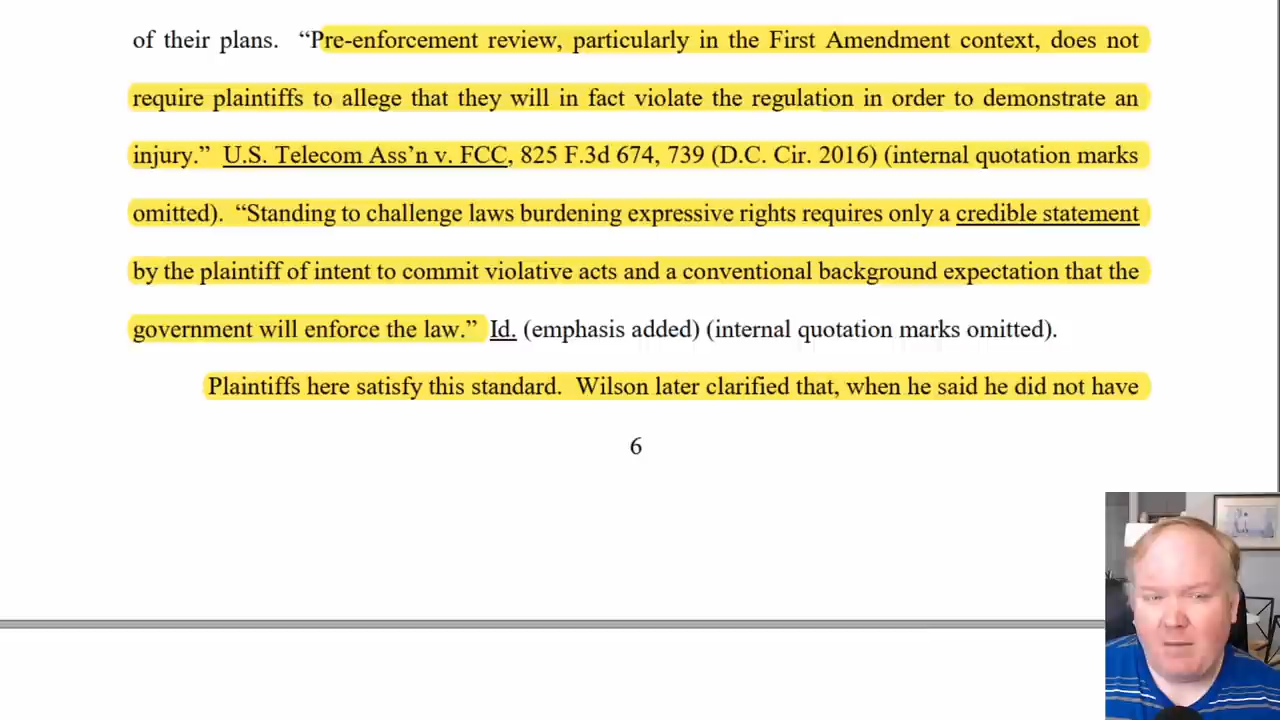 of their plans. “Pre-enforcement review, particularly in the First Amendment context, does not
require plaintiffs to allege that they will in fact violate the regulation in order to demonstrate an
injury.” U.S. Telecom Ass’n v. FCC, 825 F.3d 674, 739 (D.C. Cir. 2016) (internal quotation marks
omitted). “Standing to challenge laws burdening expressive rights requires only a credible statement
by the plaintiff of intent to commit violative acts and a conventional background expectation that the
government will enforce the law.” Id. (emphasis added) (internal quotation marks omitted).
Plaintiffs here satisfy this standard. Wilson later clarified that, when he said he did not have
6